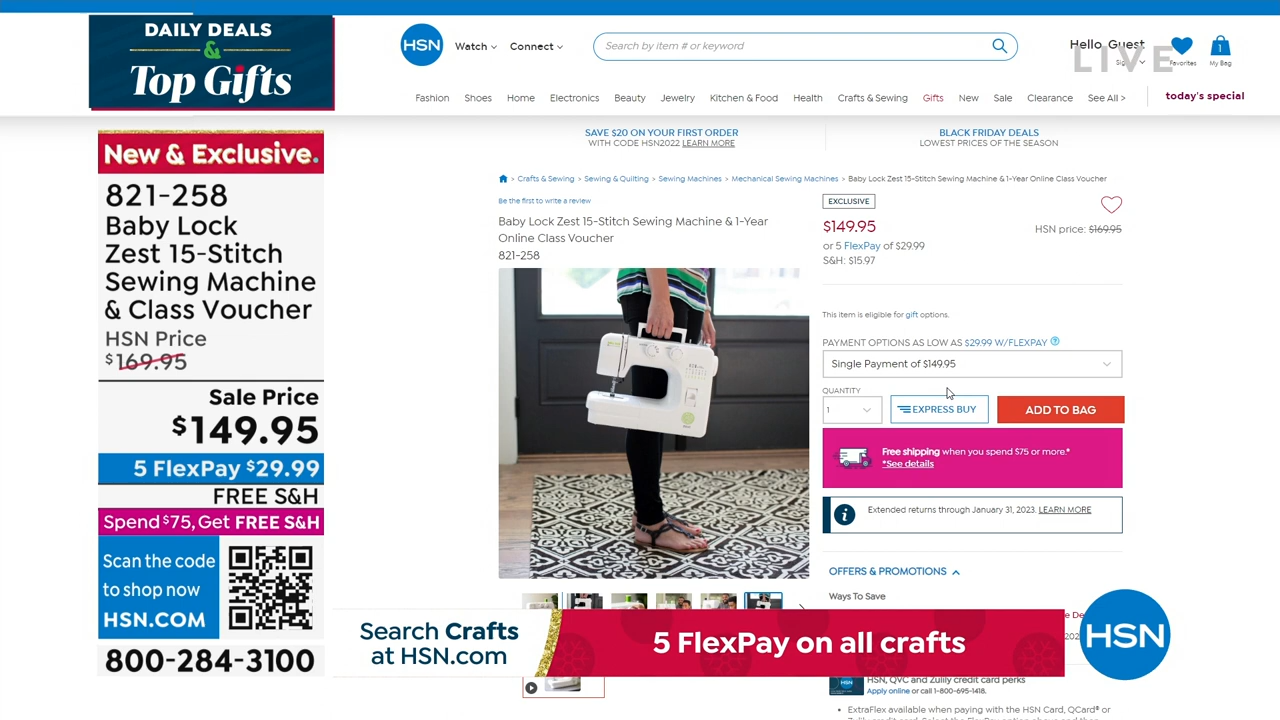 DAILY DEALS
&
Top Gifts
HSN
Watch
Connect
Search by item # or keyword
Hello, Guest
LIVE
Favorites
1
My Bag
Fashion Shoes Home Electronics Beauty Jewelry Kitchen & Food Health Crafts & Sewing Gifts New Sale Clearance See All >
today's special
SAVE $20 ON YOUR FIRST ORDER
WITH CODE HSN2022 LEARN MORE
BLACK FRIDAY DEALS
LOWEST PRICES OF THE SEASON
New & Exclusive.
821-258
Baby Lock
Zest 15-Stitch
Sewing Machine
& Class Voucher
HSN Price
$169.95
Sale Price
$149.95
5 FlexPay $29.99
FREE S&H
Spend $75, Get FREE S&H
Scan the code
to shop now
HSN.COM
800-284-3100
> Crafts & Sewing > Sewing & Quilting > Sewing Machines > Mechanical Sewing Machines > Baby Lock Zest 15-Stitch Sewing Machine & 1-Year Online Class Voucher
Be the first to write a review
Baby Lock Zest 15-Stitch Sewing Machine & 1-Year
Online Class Voucher
821-258
EXCLUSIVE
$149.95
HSN price: $169.95
or 5 FlexPay of $29.99
S&H: $15.97
This item is eligible for gift options.
PAYMENT OPTIONS AS LOW AS $29.99 W/FLEXPAY
Single Payment of $149.95
QUANTITY
1
EXPRESS BUY
ADD TO BAG
Free shipping when you spend $75 or more.*
*See details
Extended returns through January 31, 2023. LEARN MORE
OFFERS & PROMOTIONS
Ways To Save
Search Crafts
at HSN.com
5 FlexPay on all crafts
HSN
HSN, QVC and Zulily credit card perks
Apply online or call 1-800-695-1418.
• ExtraFlex available when paying with the HSN Card, QCard® or